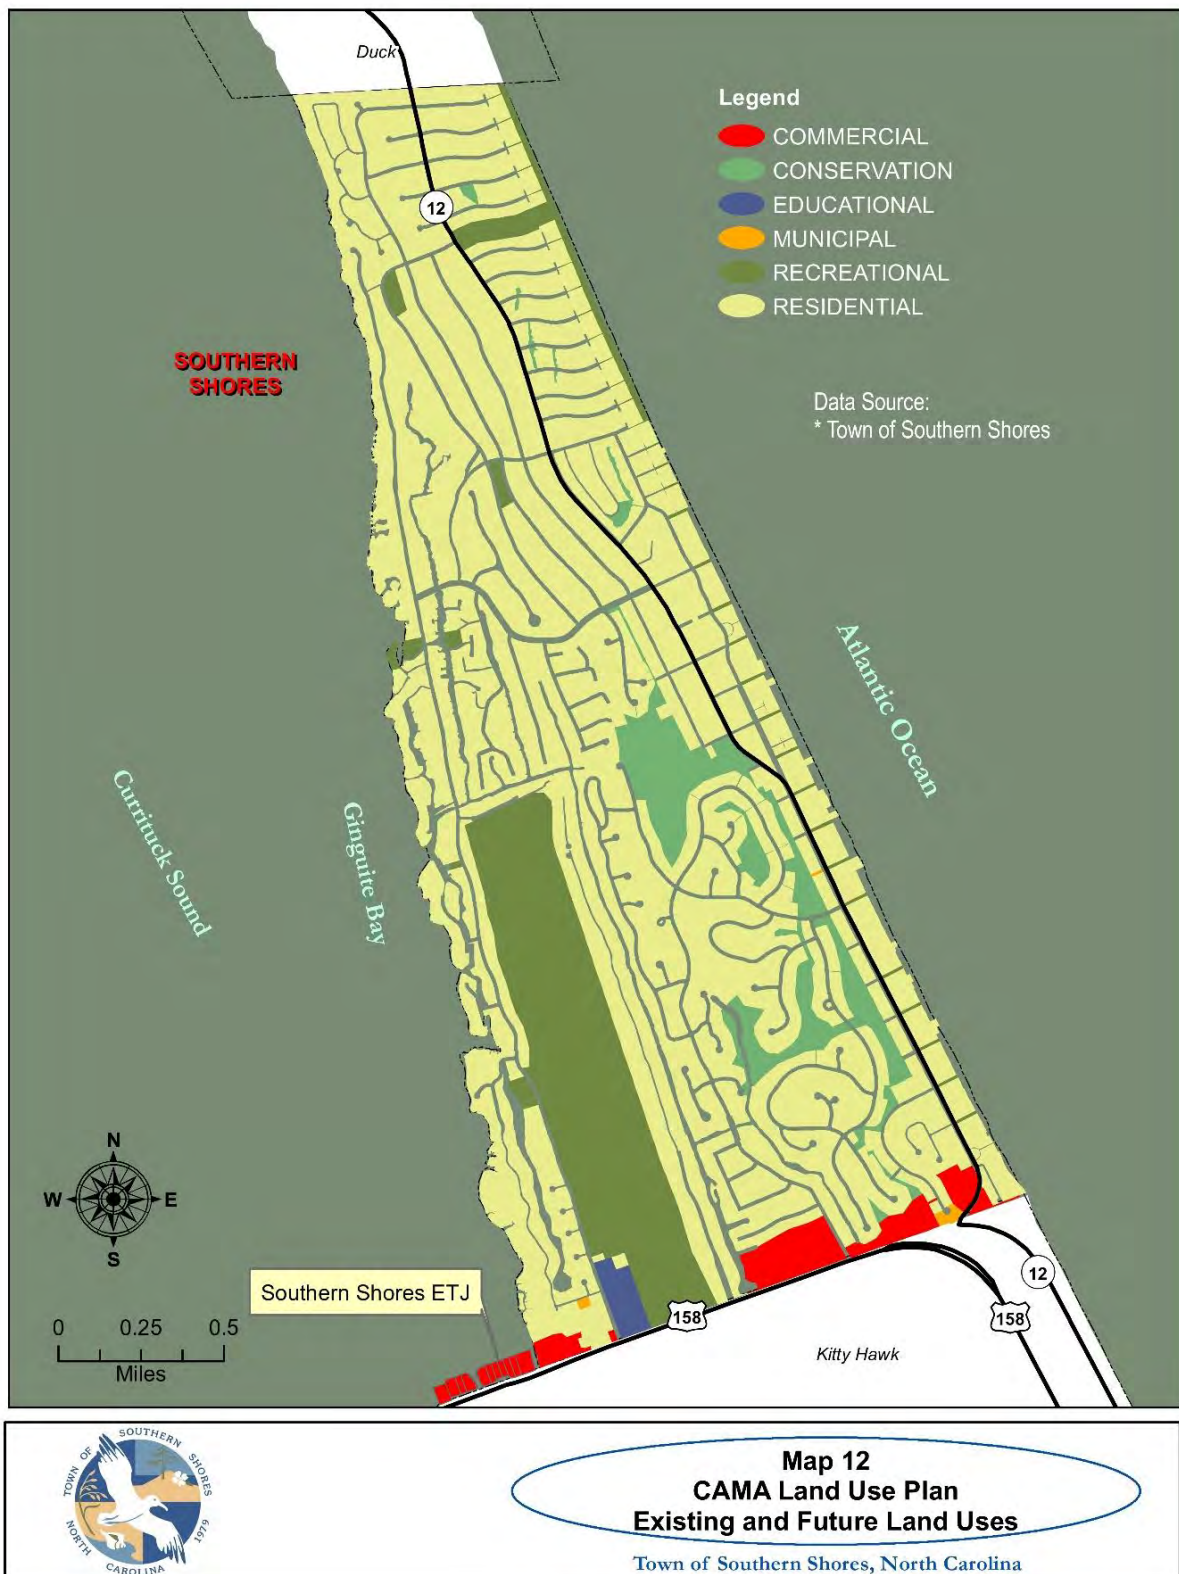 Duck
12
Legend
COMMERCIAL
CONSERVATION
EDUCATIONAL
MUNICIPAL
RECREATIONAL
RESIDENTIAL
SOUTHERN
SHORES
Data Source:
* Town of Southern Shores
Atlantic Ocean
Currituck Sound
Ginguite Bay
N
W E
S
Southern Shores ETJ
0 0.25 0.5
Miles
158
12
158
Kitty Hawk
TOWN OF SOUTHERN SHORES
NORTH CAROLINA
1979
Map 12
CAMA Land Use Plan
Existing and Future Land Uses
Town of Southern Shores, North Carolina